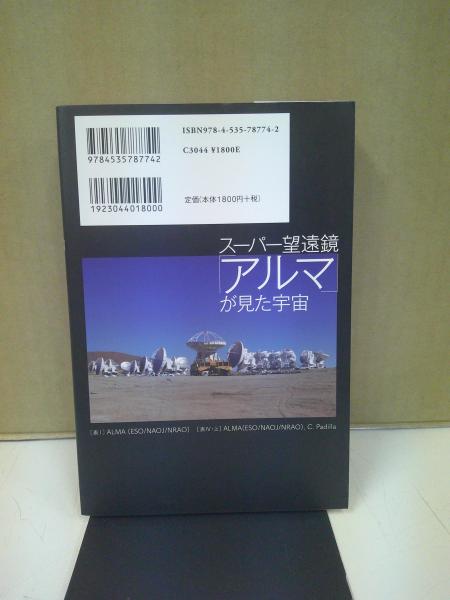 ISBN978-4-535-78774-2
C3044 ¥1800E
定価(本体1800円+税)
9784535787742
1923044018000
スーパー望遠鏡
「アルマ」
が見た宇宙
[表I] ALMA (ESO/NAOJ/NRAO) [表IV・上] ALMA(ESO/NAOJ/NRAO), C. Padilla